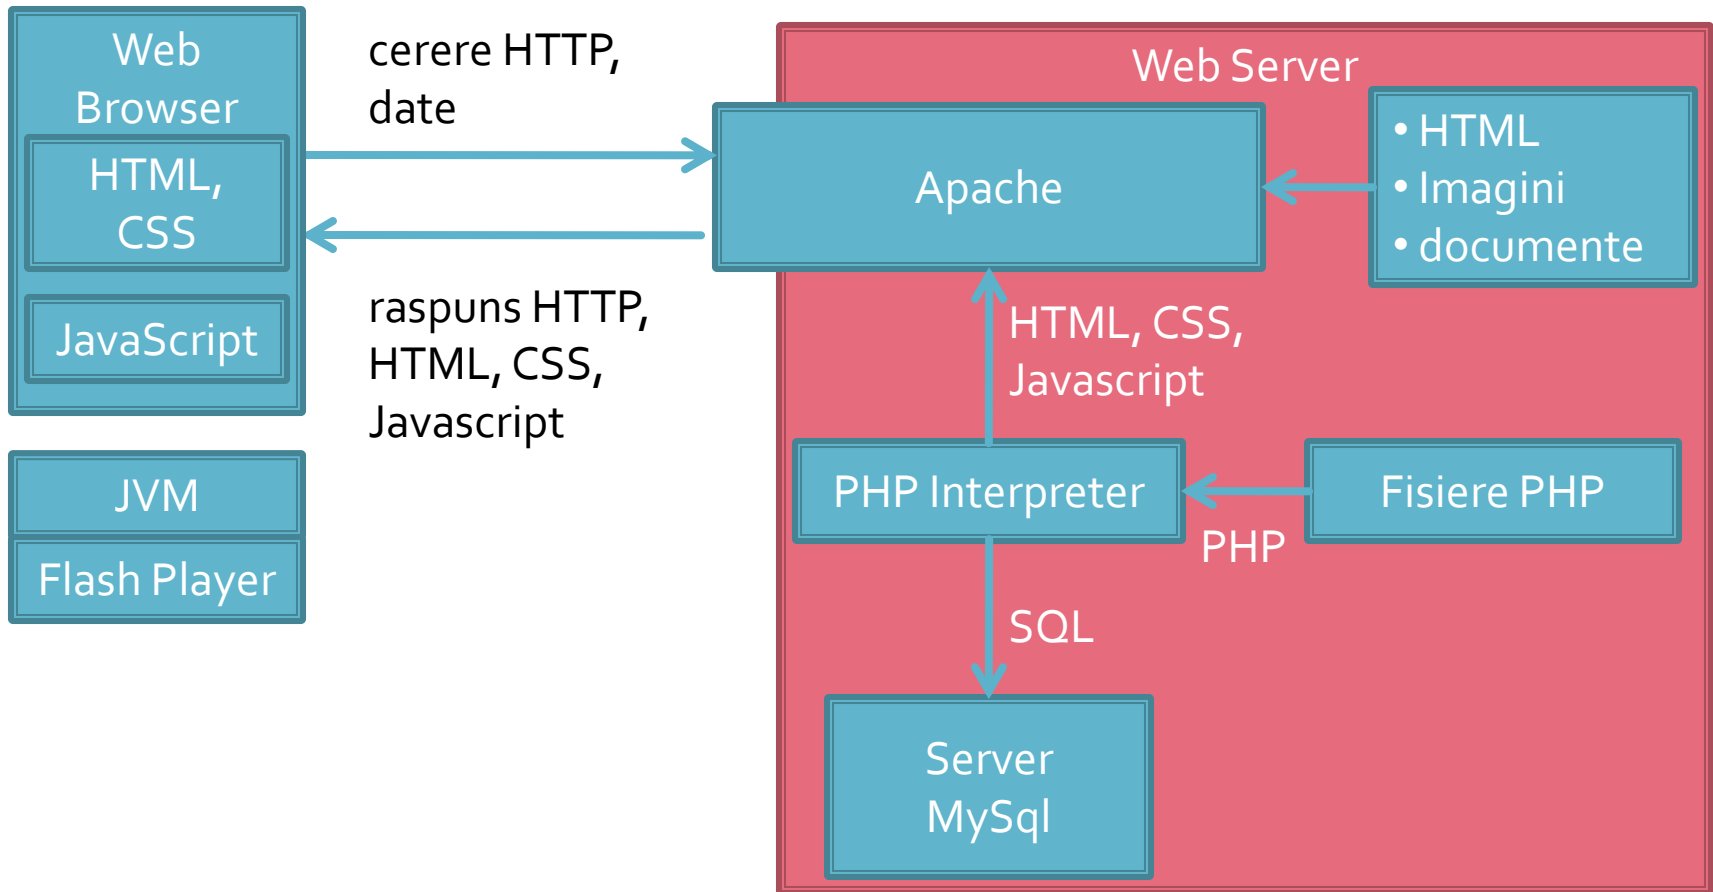 Web
Browser
HTML,
CSS
JavaScript
JVM
Flash Player
cerere HTTP,
date
raspuns HTTP,
HTML, CSS,
Javascript
Web Server
Apache
• HTML
• Imagini
• documente
HTML, CSS,
Javascript
PHP Interpreter
PHP
Fisiere PHP
SQL
Server
MySql